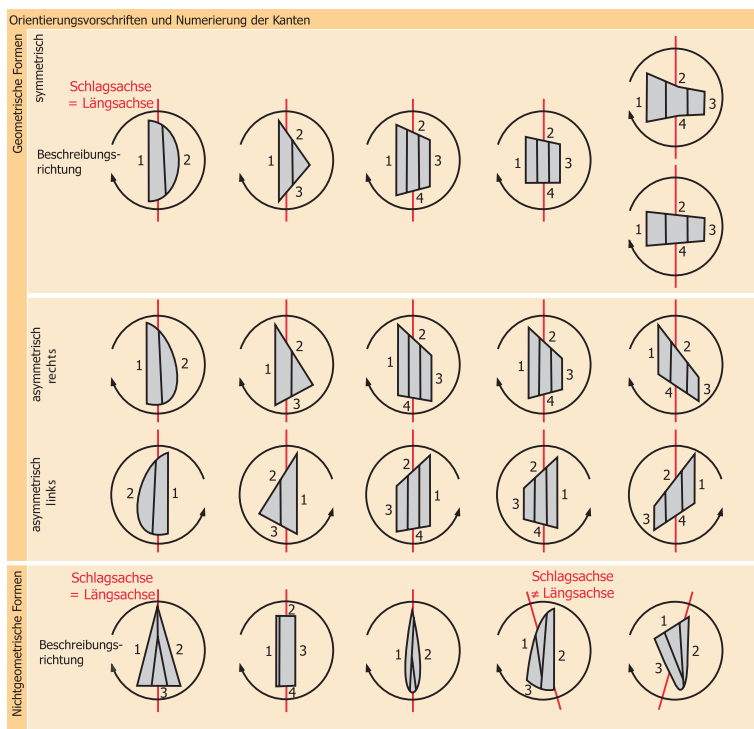 Orientierungsvorschriften und Numerierung der Kanten
Geometrische Formen
symmetrisch
Schlagsachse
= Längsachse
Beschreibungs-
richtung
1 2
1 2 3
1 2 3 4
1 2 3 4
1 2 3 4
1 2 3 4
asymmetrisch
rechts
1 2
1 2 3
1 2 3 4
1 2 3 4
1 2 3 4
asymmetrisch
links
2 1
2 1 3
2 1 3 4
2 1 3 4
2 1 3 4
Nichtgeometrische Formen
Schlagsachse
= Längsachse
Schlagsachse
≠ Längsachse
Beschreibungs-
richtung
1 2 3
1 2 3 4
1 2
1 2 3
1 2 3